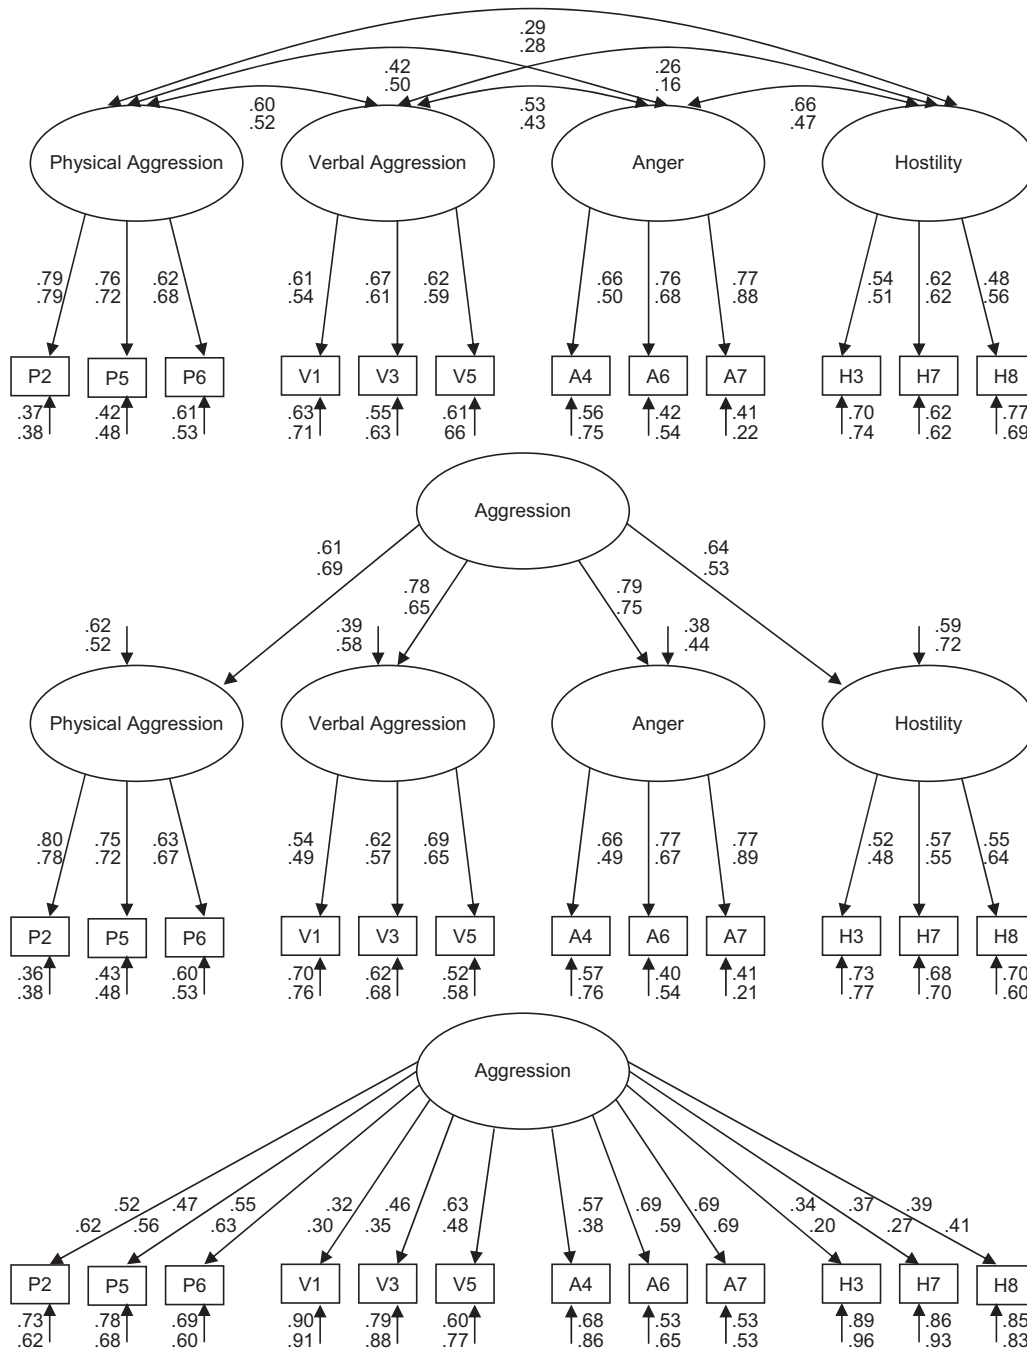 .29
.28
.42 .26
.50 .16
.60 .53 .66
.52 .43 .47
Physical Aggression Verbal Aggression Anger Hostility
.79 .76 .62 .61 .67 .62 .66 .76 .77 .54 .62 .48
.79 .72 .68 .54 .61 .59 .50 .68 .88 .51 .62 .56
P2 P5 P6 V1 V3 V5 A4 A6 A7 H3 H7 H8
.37 .42 .61 .63 .55 .61 .56 .42 .41 .70 .62 .77
.38 .48 .53 .71 .63 66 .75 .54 .22 .74 .62 .69
Aggression
.61 .78 .79 .64
.69 .65 .75 .53
.62 .39 .38 .59
.52 .58 .44 .72
Physical Aggression Verbal Aggression Anger Hostility
.80 .75 .63 .54 .62 .69 .66 .77 .77 .52 .57 .55
.78 .72 .67 .49 .57 .65 .49 .67 .89 .48 .55 .64
P2 P5 P6 V1 V3 V5 A4 A6 A7 H3 H7 H8
.36 .43 .60 .70 .62 .52 .57 .40 .41 .73 .68 .70
.38 .48 .53 .76 .68 .58 .76 .54 .21 .77 .70 .60
Aggression
.52 .47 .55 .32 .46 .63 .57 .69 .69 .34 .37 .39
.62 .56 .63 .30 .35 .48 .38 .59 .69 .20 .27 .41
P2 P5 P6 V1 V3 V5 A4 A6 A7 H3 H7 H8
.73 .78 .69 .90 .79 .60 .68 .53 .53 .89 .86 .85
.62 .68 .60 .91 .88 .77 .86 .65 .53 .96 .93 .83